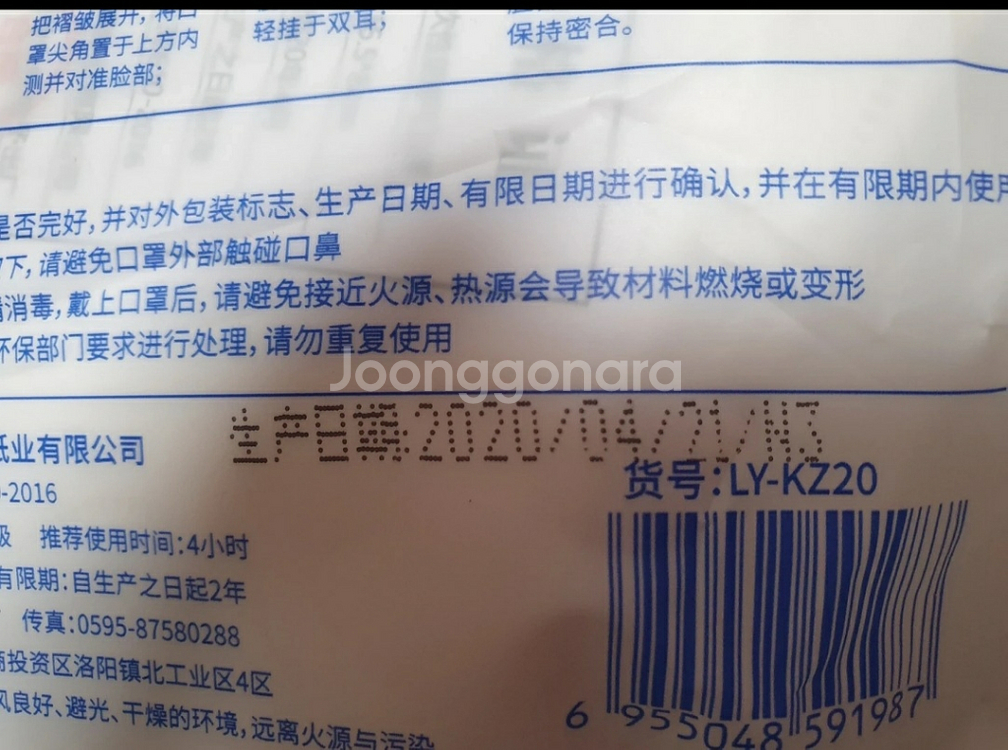 把褶皱展开，将口
罩尖角置于上方内
测并对准脸部；
轻挂于双耳；
保持密合。
是否完好，并对外包装标志、生产日期、有限日期进行确认，并在有限期内使用
下，请避免口罩外部触碰口鼻
消毒，戴上口罩后，请避免接近火源、热源会导致材料燃烧或变形
环保部门要求进行处理，请勿重复使用
Joonggonara
生产日期:2020/04/21/N3
纸业有限公司
-2016
级 推荐使用时间：4小时
有限期：自生产之日起2年
传真：0595-87580288
商投资区洛阳镇北工业区4区
风良好、避光、干燥的环境，远离火源与污染
货号：LY-KZ20
6 955048 591987